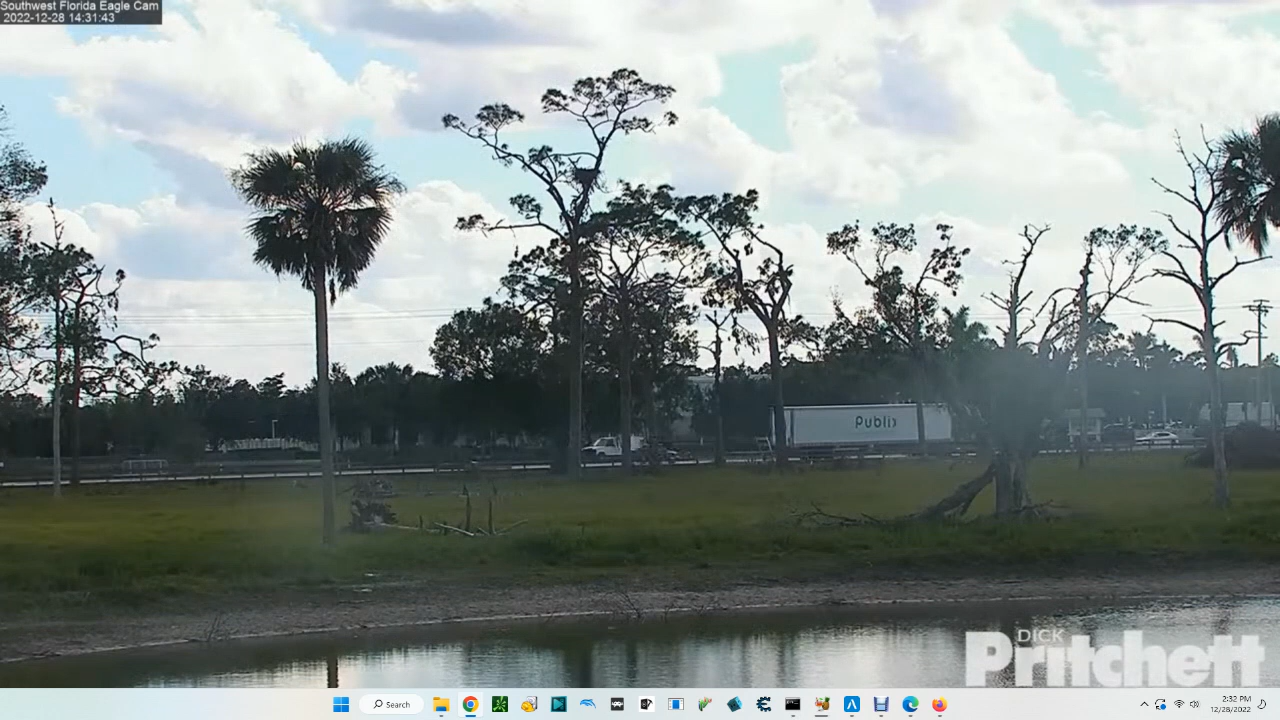 Southwest Florida Eagle Cam
2022-12-28 14:31:43
Publix
DICK
Pritchett
Search
2:32 PM
12/28/2022